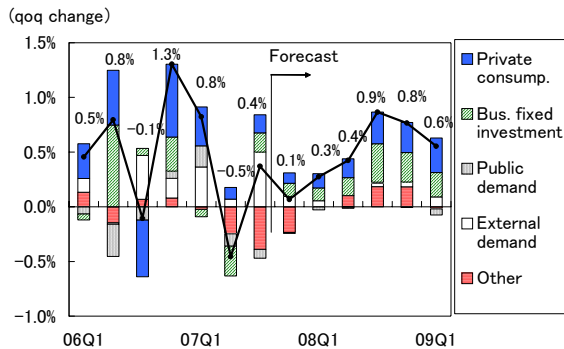 (qoq change)
1.5%
1.0%
0.5%
0.0%
-0.5%
-1.0%
0.5%
0.8%
-0.1%
1.3%
0.8%
-0.5%
0.4%
0.1%
0.3%
0.4%
0.9%
0.8%
0.6%
Forecast
06Q1
07Q1
08Q1
09Q1
Private
consump.
Bus. fixed
investment
Public
demand
External
demand
Other